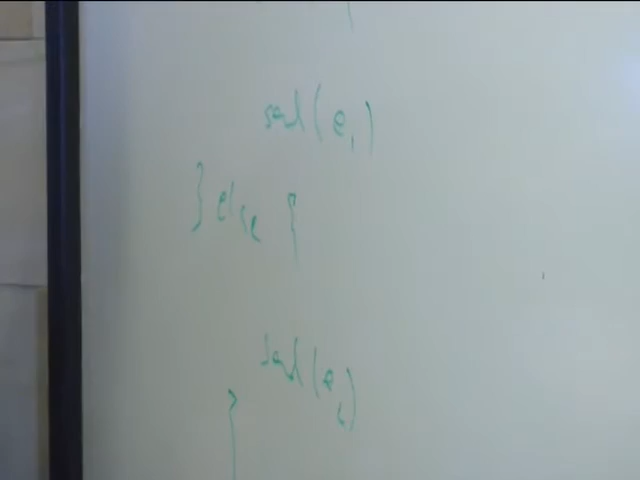 send(e₁)
} else {
send(e₂)
}